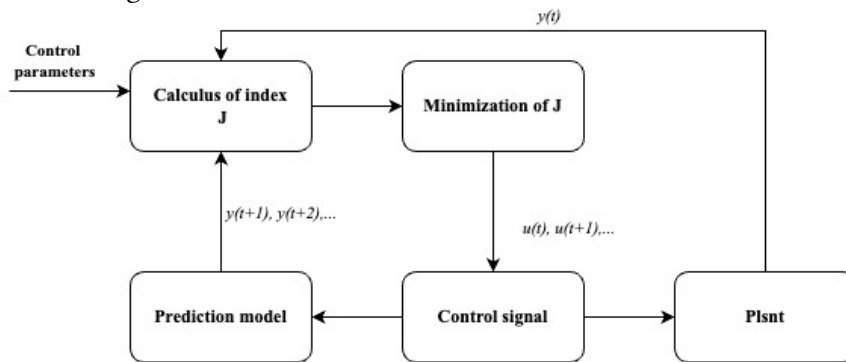 y(t)
Control
parameters
Calculus of index
J
Minimization of J
y(t+1), y(t+2),...
u(t), u(t+1),...
Prediction model
Control signal
Plsnt